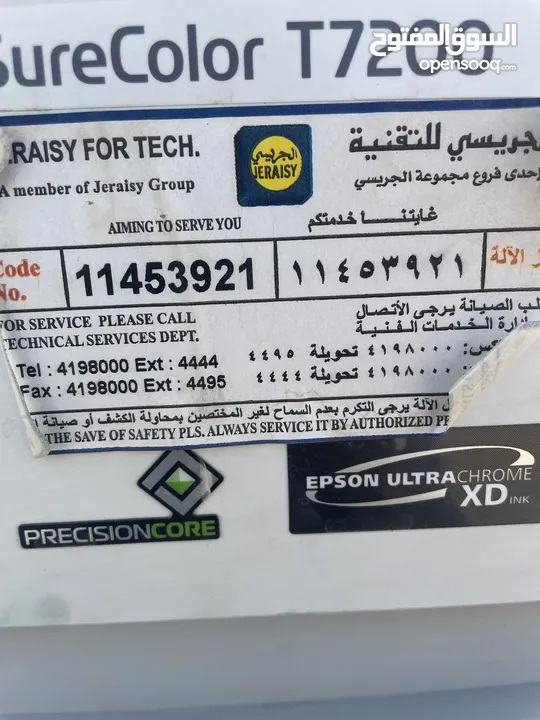 SureColor T7200
السوق المفتوح
opensooq.com
JERAISY FOR TECH.
الجريسي
JERAISY
الجريسي للتقنية
A member of Jeraisy Group
إحدى فروع مجموعة الجريسي
AIMING TO SERVE YOU
غايتنا خدمتكم
Code No.
11453921
١١٤٥٣٩٢١
الآلة
FOR SERVICE PLEASE CALL
TECHNICAL SERVICES DEPT.
الصيانة يرجى الأتصال
الخدمات الفنية
Tel : 4198000 Ext : 4444
٤١٩٨٠٠٠ تحويلة ٤٤٩٥
Fax : 4198000 Ext : 4495
٤١٩٨٠٠٠ تحويلة ٤٤٤٤
الآلة يرجى التكرم بعدم السماح لغير المختصين بمحاولة الكشف أو صيانة
THE SAVE OF SAFETY PLS. ALWAYS SERVICE IT BY AUTHORIZED
PRECISIONCORE
EPSON ULTRACHROME
XD INK